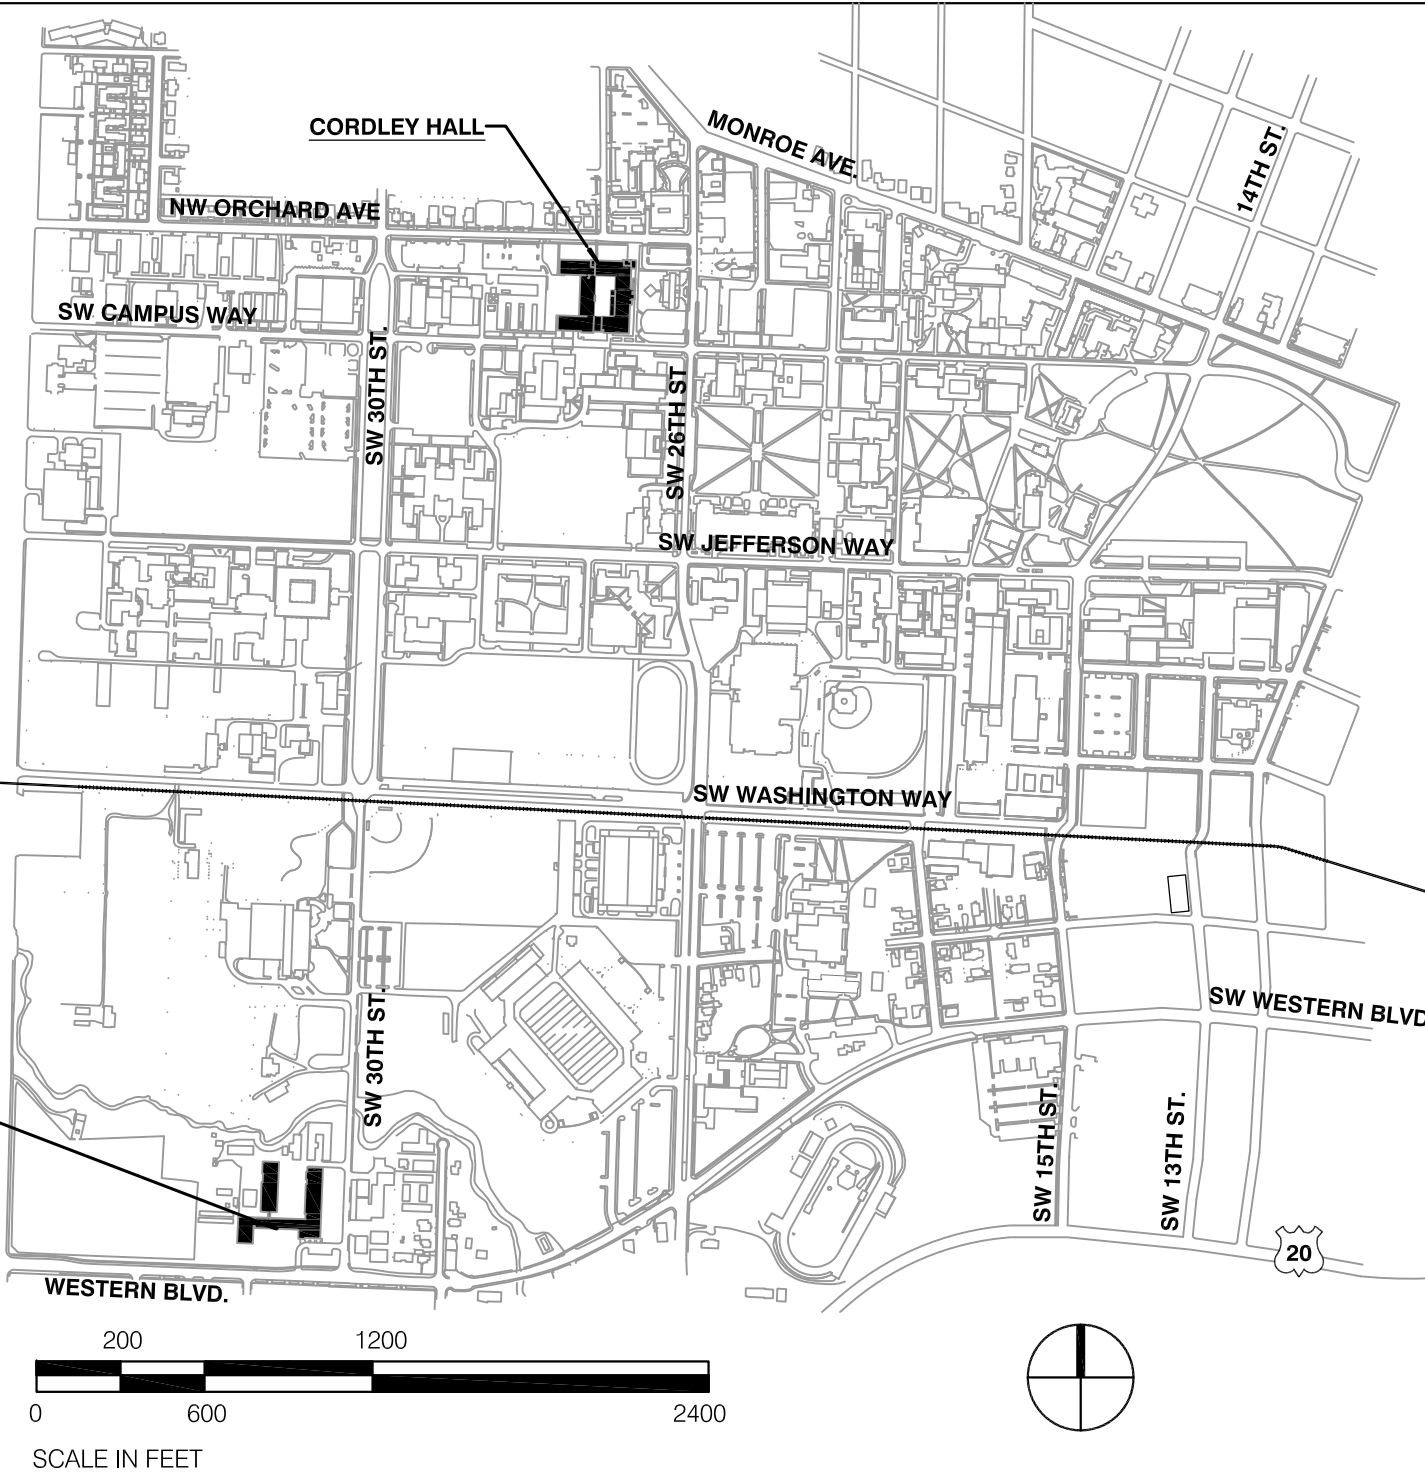 CORDLEY HALL
MONROE AVE.
14TH ST.
NW ORCHARD AVE
SW CAMPUS WAY
SW 30TH ST.
SW 26TH ST
SW JEFFERSON WAY
SW WASHINGTON WAY
SW WESTERN BLVD
SW 30TH ST.
SW 15TH ST.
SW 13TH ST.
20
WESTERN BLVD.
200 1200
0 600 2400
SCALE IN FEET